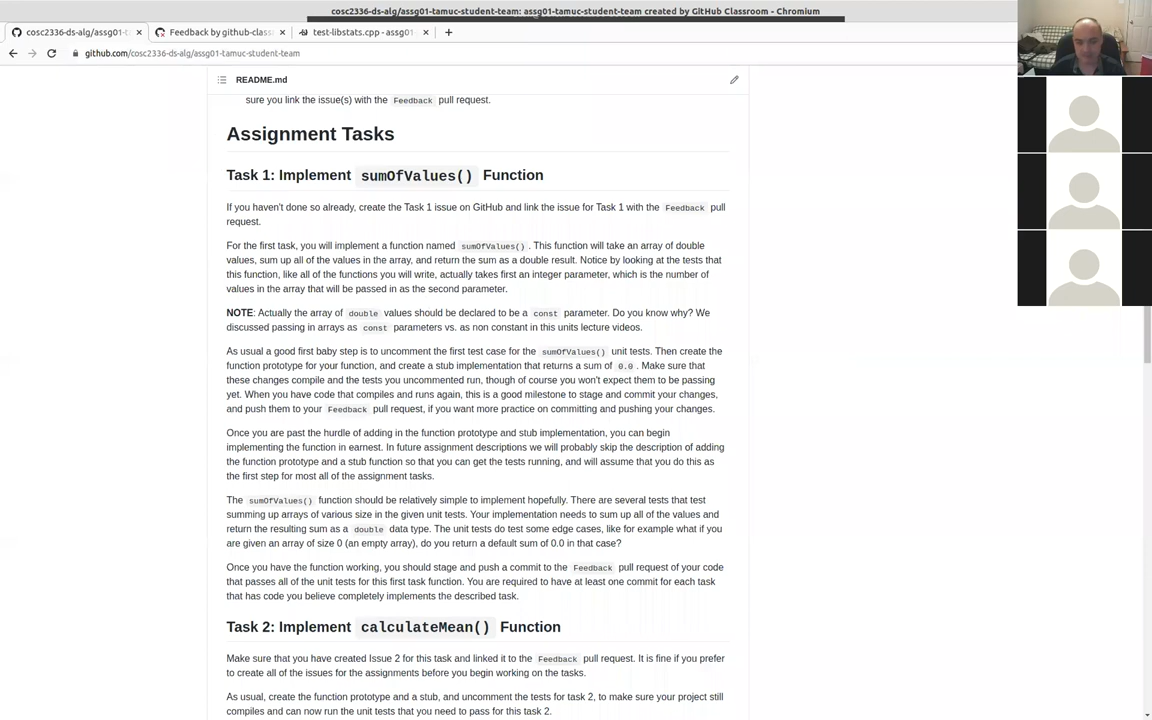 cosc2336-ds-alg/assg01-tamuc-student-team: assg01-tamuc-student-team created by GitHub Classroom - Chromium
cosc2336-ds-alg/assg01-t
Feedback by github-class
test-libstats.cpp - assg01
github.com/cosc2336-ds-alg/assg01-tamuc-student-team
README.md
sure you link the issue(s) with the Feedback pull request.
Assignment Tasks
Task 1: Implement sumOfValues() Function
If you haven't done so already, create the Task 1 issue on GitHub and link the issue for Task 1 with the Feedback pull
request.
For the first task, you will implement a function named sumOfValues() . This function will take an array of double
values, sum up all of the values in the array, and return the sum as a double result. Notice by looking at the tests that
this function, like all of the functions you will write, actually takes first an integer parameter, which is the number of
values in the array that will be passed in as the second parameter.
NOTE: Actually the array of double values should be declared to be a const parameter. Do you know why? We
discussed passing in arrays as const parameters vs. as non constant in this units lecture videos.
As usual a good first baby step is to uncomment the first test case for the sumOfValues() unit tests. Then create the
function prototype for your function, and create a stub implementation that returns a sum of 0.0 . Make sure that
these changes compile and the tests you uncommented run, though of course you won't expect them to be passing
yet. When you have code that compiles and runs again, this is a good milestone to stage and commit your changes,
and push them to your Feedback pull request, if you want more practice on committing and pushing your changes.
Once you are past the hurdle of adding in the function prototype and stub implementation, you can begin
implementing the function in earnest. In future assignment descriptions we will probably skip the description of adding
the function prototype and a stub function so that you can get the tests running, and will assume that you do this as
the first step for most all of the assignment tasks.
The sumOfValues() function should be relatively simple to implement hopefully. There are several tests that test
summing up arrays of various size in the given unit tests. Your implementation needs to sum up all of the values and
return the resulting sum as a double data type. The unit tests do test some edge cases, like for example what if you
are given an array of size 0 (an empty array), do you return a default sum of 0.0 in that case?
Once you have the function working, you should stage and push a commit to the Feedback pull request of your code
that passes all of the unit tests for this first task function. You are required to have at least one commit for each task
that has code you believe completely implements the described task.
Task 2: Implement calculateMean() Function
Make sure that you have created Issue 2 for this task and linked it to the Feedback pull request. It is fine if you prefer
to create all of the issues for the assignments before you begin working on the tasks.
As usual, create the function prototype and a stub, and uncomment the tests for task 2, to make sure your project still
compiles and can now run the unit tests that you need to pass for this task 2.